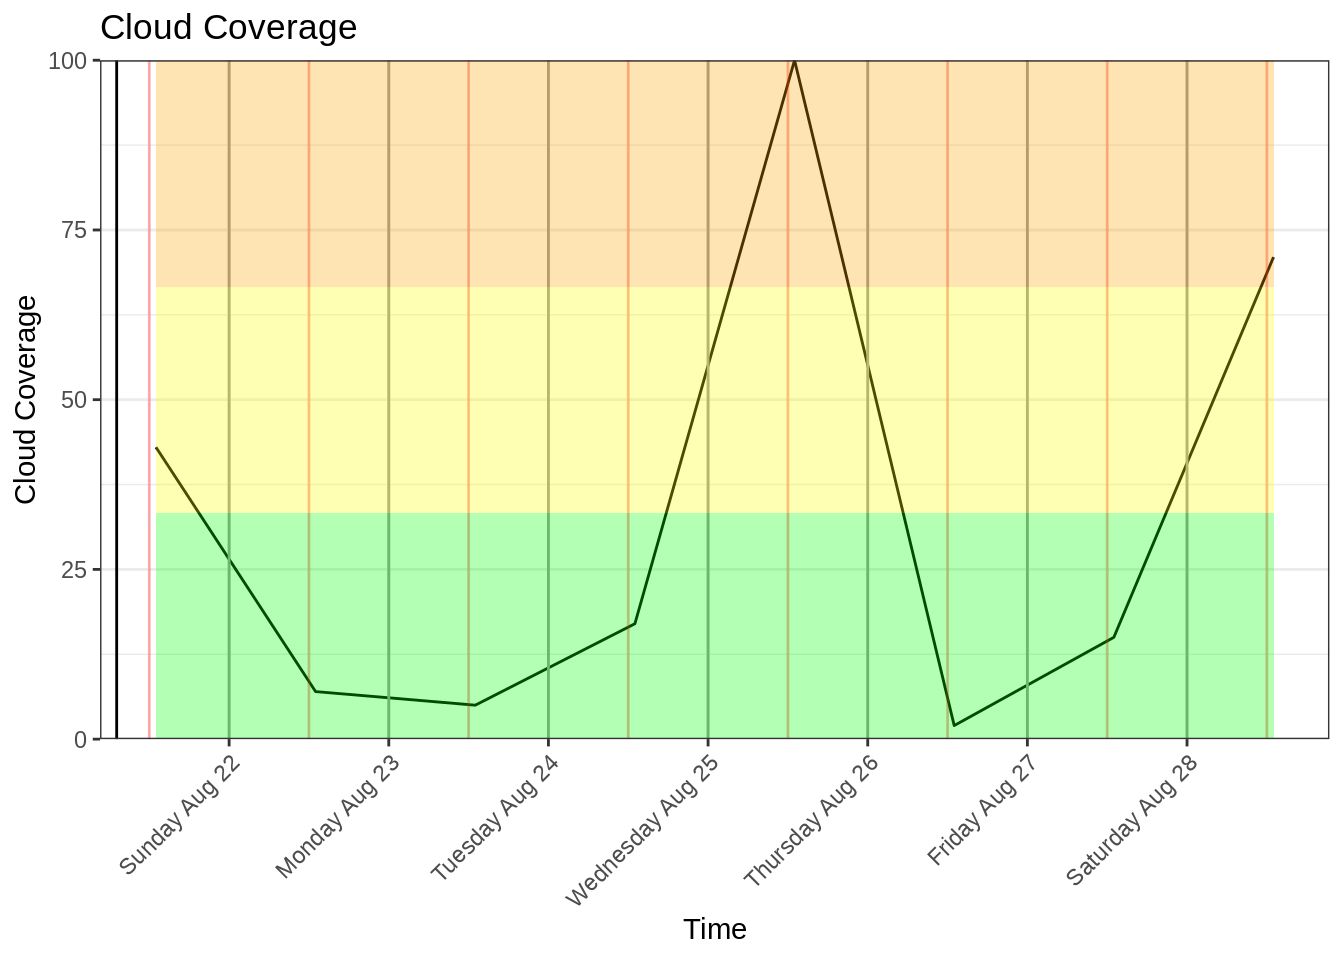 Cloud Coverage
100
75
50
25
0
Cloud Coverage
Sunday Aug 22
Monday Aug 23
Tuesday Aug 24
Wednesday Aug 25
Thursday Aug 26
Friday Aug 27
Saturday Aug 28
Time